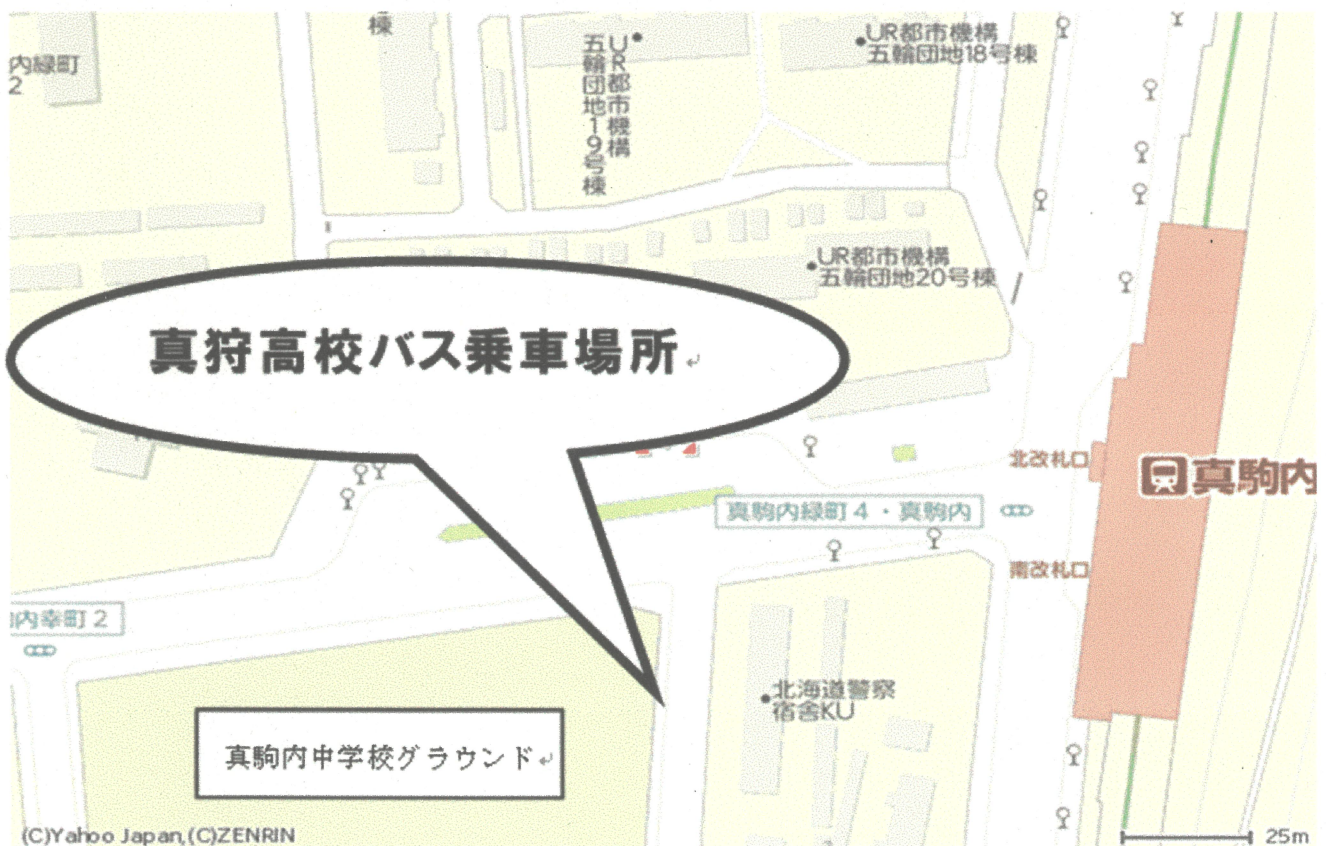 棟
内緑町
2
UR都市機構
五輪団地19号棟
UR都市機構
五輪団地18号棟
UR都市機構
五輪団地20号棟
真狩高校バス乗車場所
北改札口
真駒内
真駒内緑町4・真駒内
南改札口
内幸町2
北海道警察
宿舎KU
真駒内中学校グラウンド
(C)Yahoo Japan,(C)ZENRIN
25m